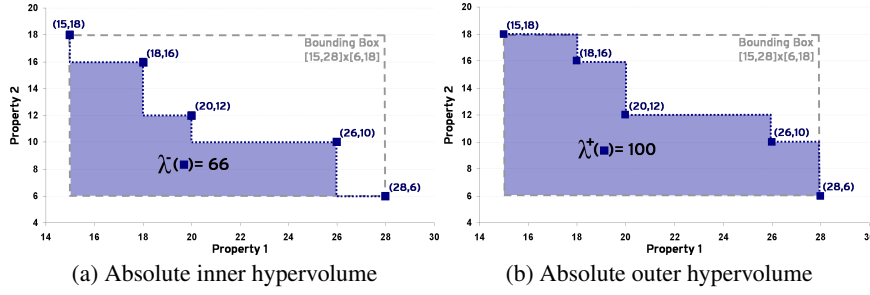 20
18
16
14
12
10
8
6
4
Property 2
(15,18)
(18,16)
(20,12)
(26,10)
(28,6)
Bounding Box
[15,28]x[6,18]
λ⁻(■)= 66
14 16 18 20 22 24 26 28 30
Property 1
(a) Absolute inner hypervolume
20
18
16
14
12
10
8
6
4
Property 2
(15,18)
(18,16)
(20,12)
(26,10)
(28,6)
Bounding Box
[15,28]x[6,18]
λ⁺(■)= 100
14 16 18 20 22 24 26 28 30
Property 1
(b) Absolute outer hypervolume